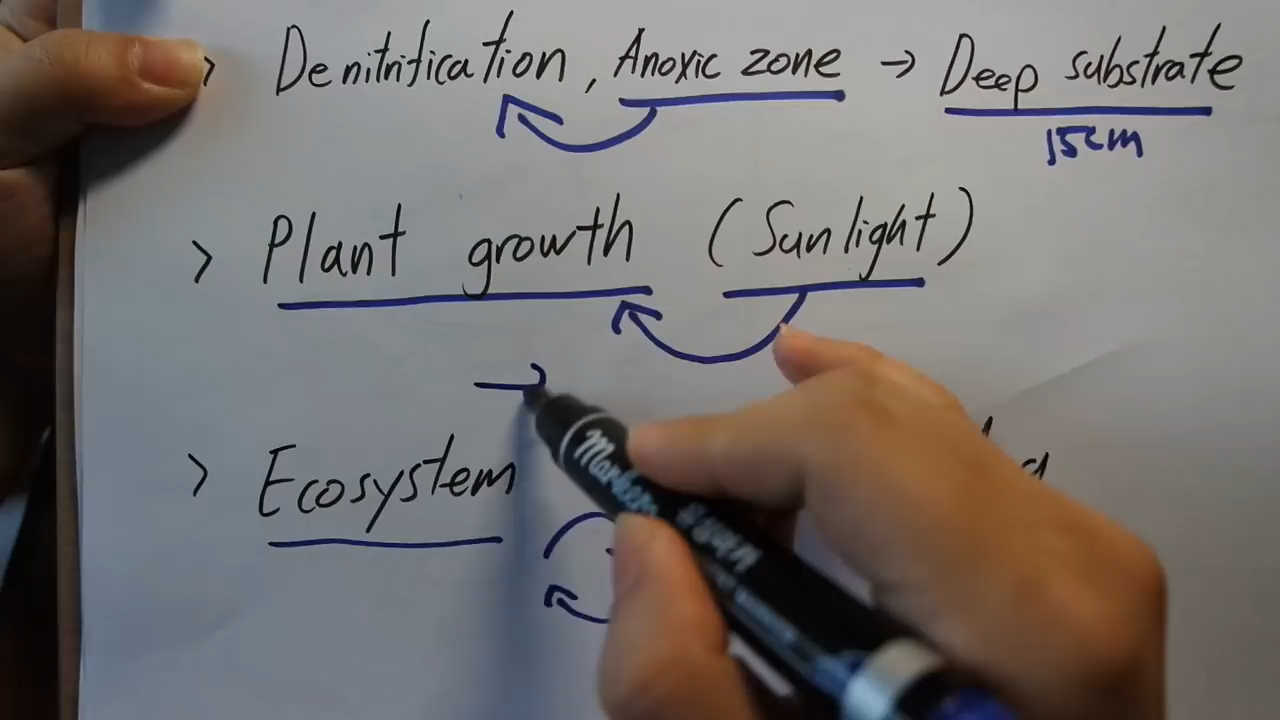 > Denitrification, Anoxic zone → Deep substrate
15cm
> Plant growth (Sunlight)
→
> Ecosystem
Marker